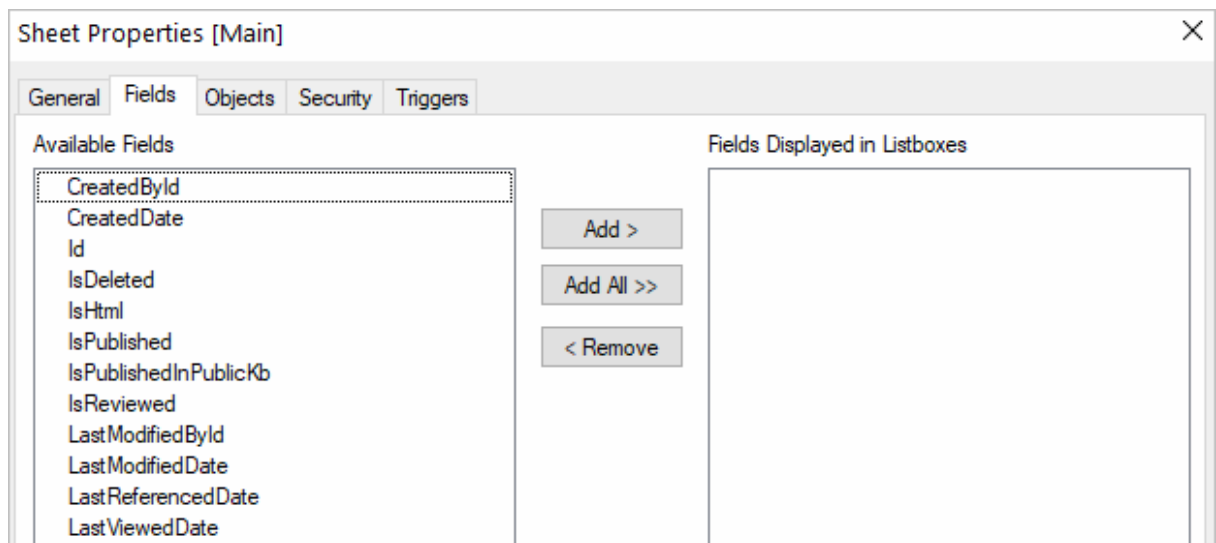 Sheet Properties [Main]
General Fields Objects Security Triggers
Available Fields
Fields Displayed in Listboxes
CreatedById
CreatedDate
Id
IsDeleted
IsHtml
IsPublished
IsPublishedInPublicKb
IsReviewed
LastModifiedById
LastModifiedDate
LastReferencedDate
LastViewedDate
Add >
Add All >>
< Remove